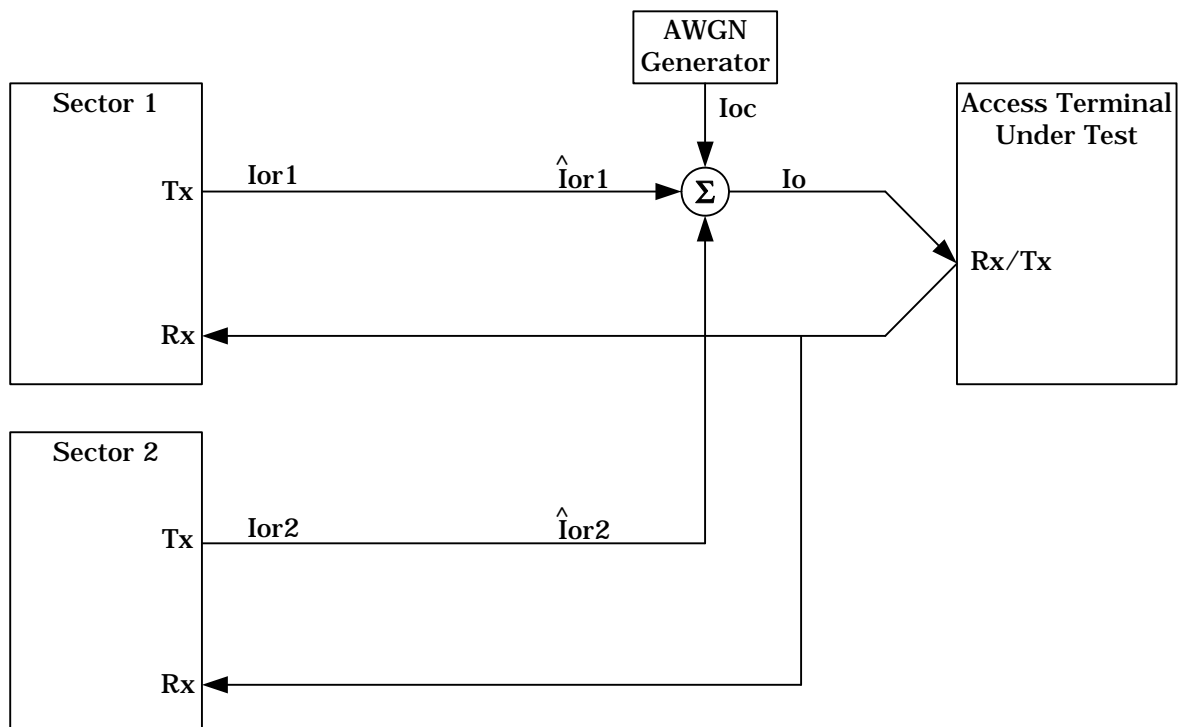 AWGN
Generator
Sector 1
Ioc
Access Terminal
Under Test
Tx
Ior1
Îor1
Σ
Io
Rx/Tx
Rx
Sector 2
Tx
Ior2
Îor2
Rx